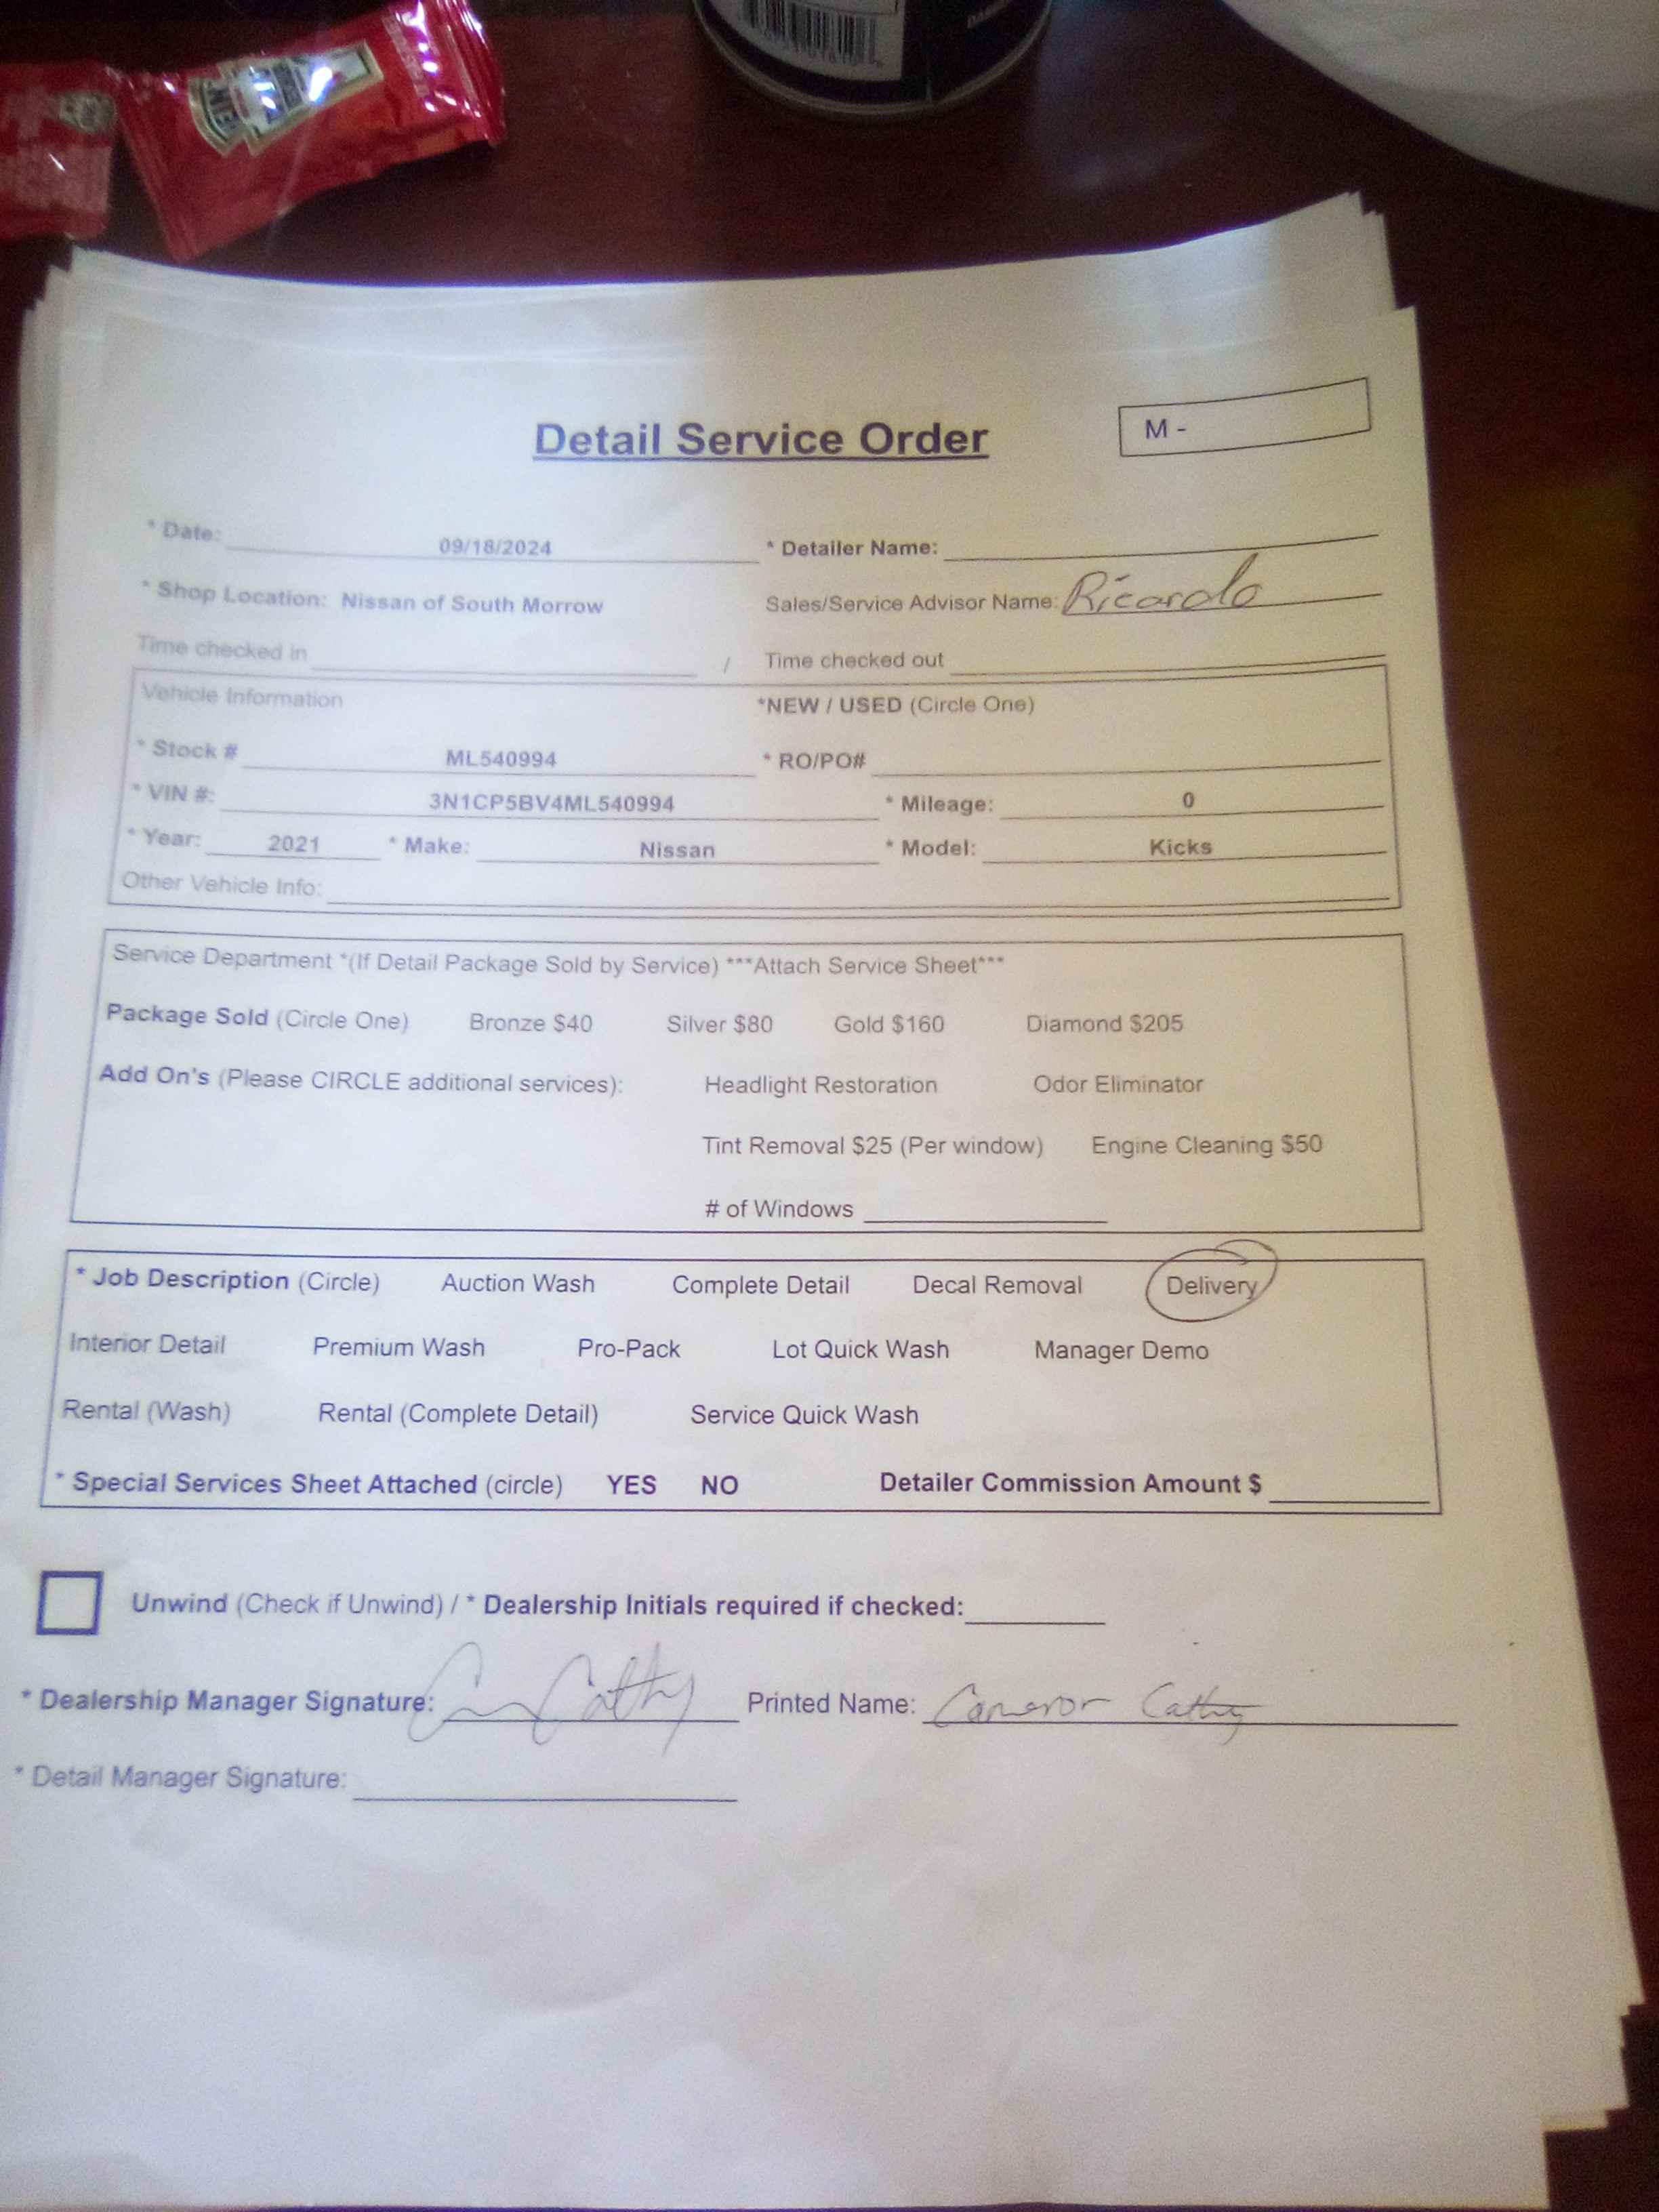 HEINZ
Detail Service Order
M -
* Date: 09/18/2024 * Detailer Name:
* Shop Location: Nissan of South Morrow Sales/Service Advisor Name: Ricardo
Time checked in / Time checked out
Vehicle Information *NEW / USED (Circle One)
* Stock # ML540994 * RO/PO#
* VIN #: 3N1CP5BV4ML540994 * Mileage: 0
* Year: 2021 * Make: Nissan * Model: Kicks
Other Vehicle Info:
Service Department *(If Detail Package Sold by Service) ***Attach Service Sheet***
Package Sold (Circle One) Bronze $40 Silver $80 Gold $160 Diamond $205
Add On's (Please CIRCLE additional services): Headlight Restoration Odor Eliminator
Tint Removal $25 (Per window) Engine Cleaning $50
# of Windows
* Job Description (Circle) Auction Wash Complete Detail Decal Removal Delivery
Interior Detail Premium Wash Pro-Pack Lot Quick Wash Manager Demo
Rental (Wash) Rental (Complete Detail) Service Quick Wash
* Special Services Sheet Attached (circle) YES NO Detailer Commission Amount $
Unwind (Check if Unwind) / * Dealership Initials required if checked:
* Dealership Manager Signature: Cathy Printed Name: Cameron Cathy
* Detail Manager Signature: